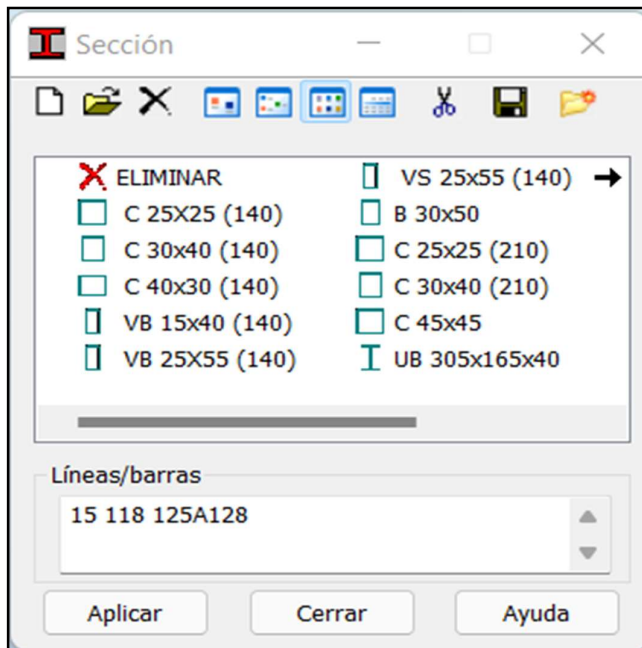 Sección
ELIMINAR
C 25X25 (140)
C 30x40 (140)
C 40x30 (140)
VB 15x40 (140)
VB 25X55 (140)
VS 25x55 (140)
B 30x50
C 25x25 (210)
C 30x40 (210)
C 45x45
UB 305x165x40
Líneas/barras
15 118 125A128
Aplicar Cerrar Ayuda